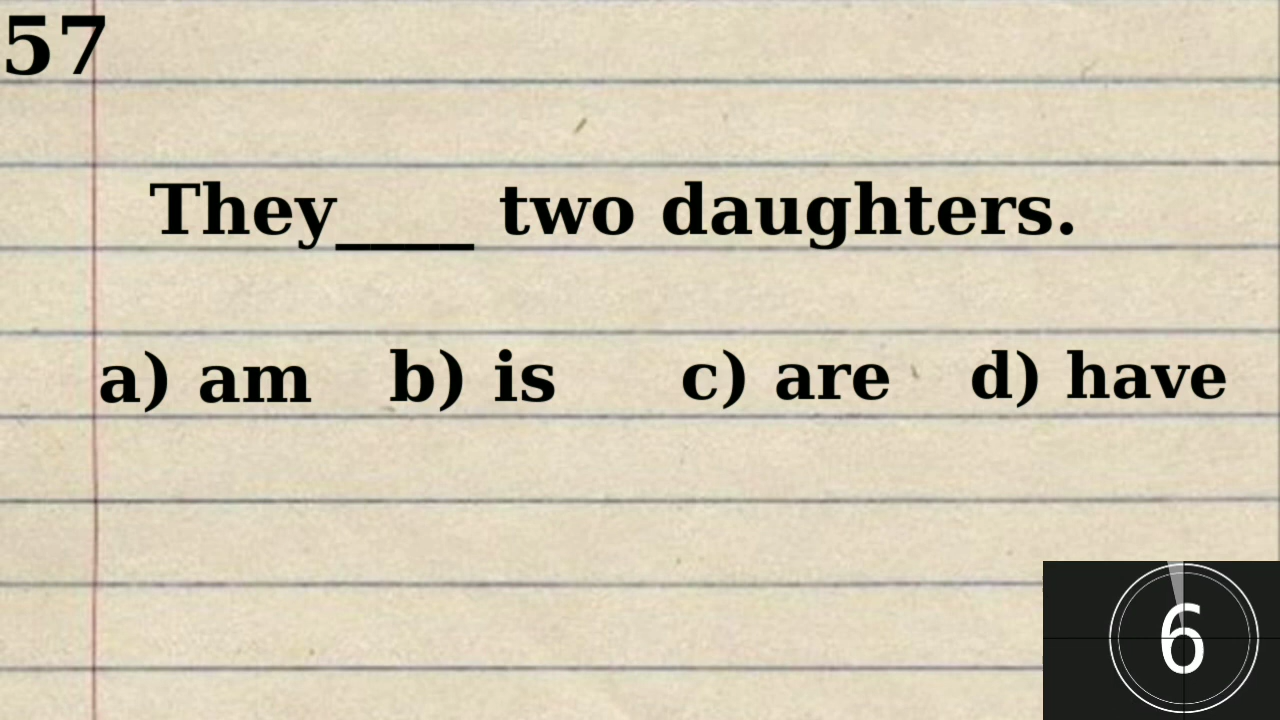 57
They____ two daughters.
a) am b) is c) are d) have
6